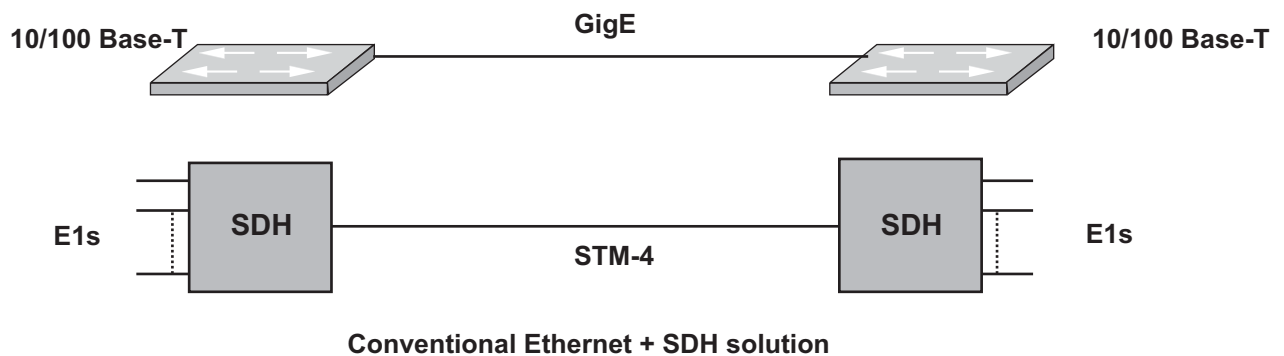 GigE
10/100 Base-T
10/100 Base-T
SDH
SDH
E1s
E1s
STM-4
Conventional Ethernet + SDH solution